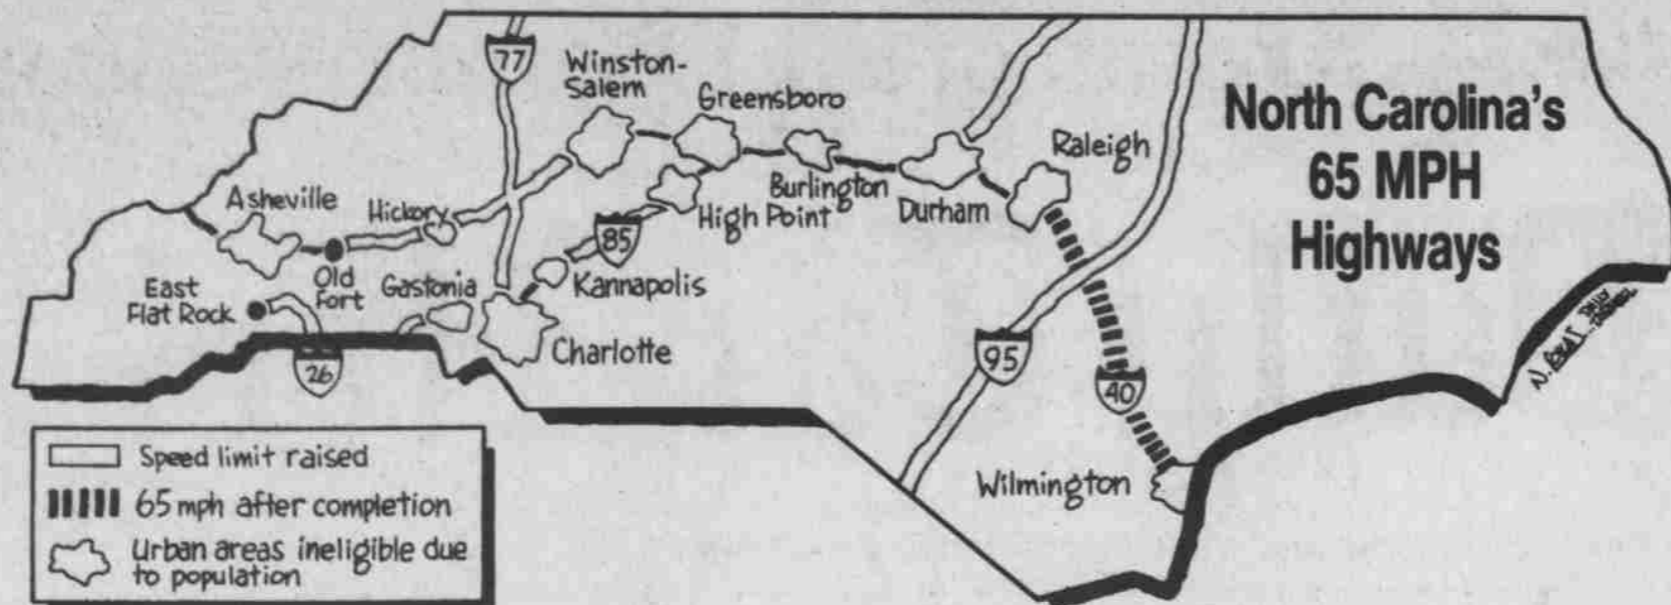 North Carolina's
65 MPH
Highways
77
Winston-
Salem
Greensboro
Raleigh
Asheville
Hickory
Burlington
Durham
High Point
85
Old
Fort
Gastonia
Kannapolis
East
Flat Rock
Charlotte
26
95
40
Wilmington
Speed limit raised
65 mph after completion
Urban areas ineligible due
to population